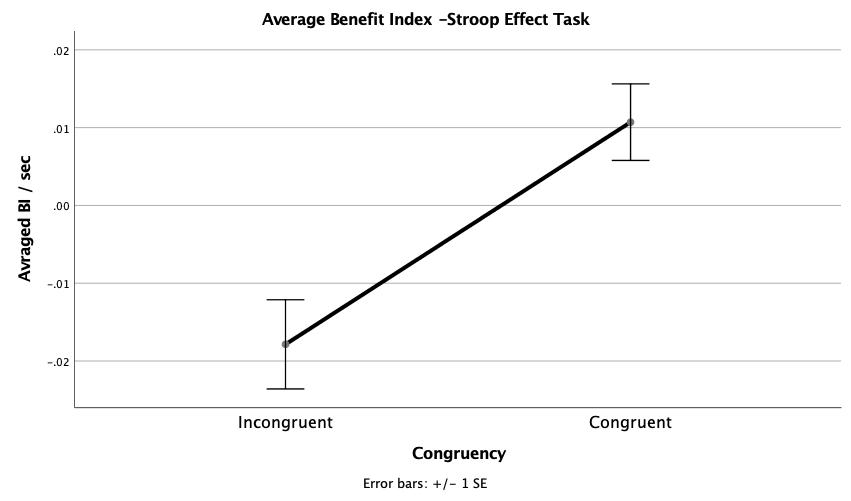 Average Benefit Index -Stroop Effect Task
.02
.01
.00
-.01
-.02
Avraged BI / sec
Incongruent
Congruent
Congruency
Error bars: +/- 1 SE